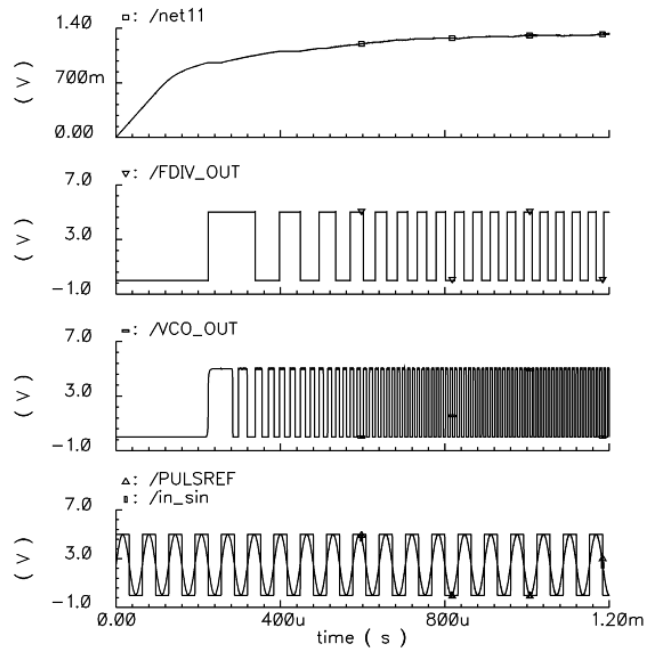 1.40
: /net11
( V )
700m
0.00
: /FDIV_OUT
7.0
( V )
3.0
-1.0
: /VCO_OUT
7.0
( V )
3.0
-1.0
: /PULSREF
: /in_sin
7.0
( V )
3.0
-1.0
0.00
400u
800u
1.20m
time ( s )